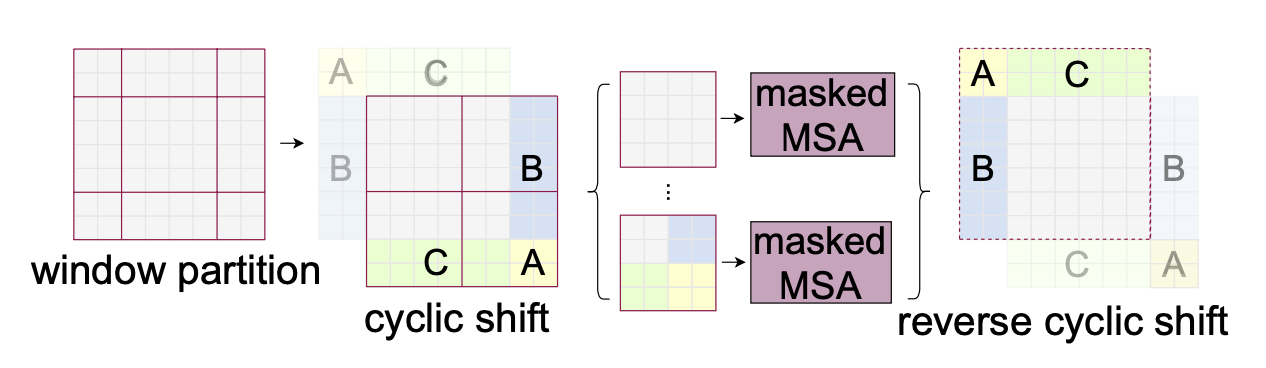 A
C
B
B
C
A
window partition
cyclic shift
masked
MSA
...
masked
MSA
A
C
B
B
C
A
reverse cyclic shift